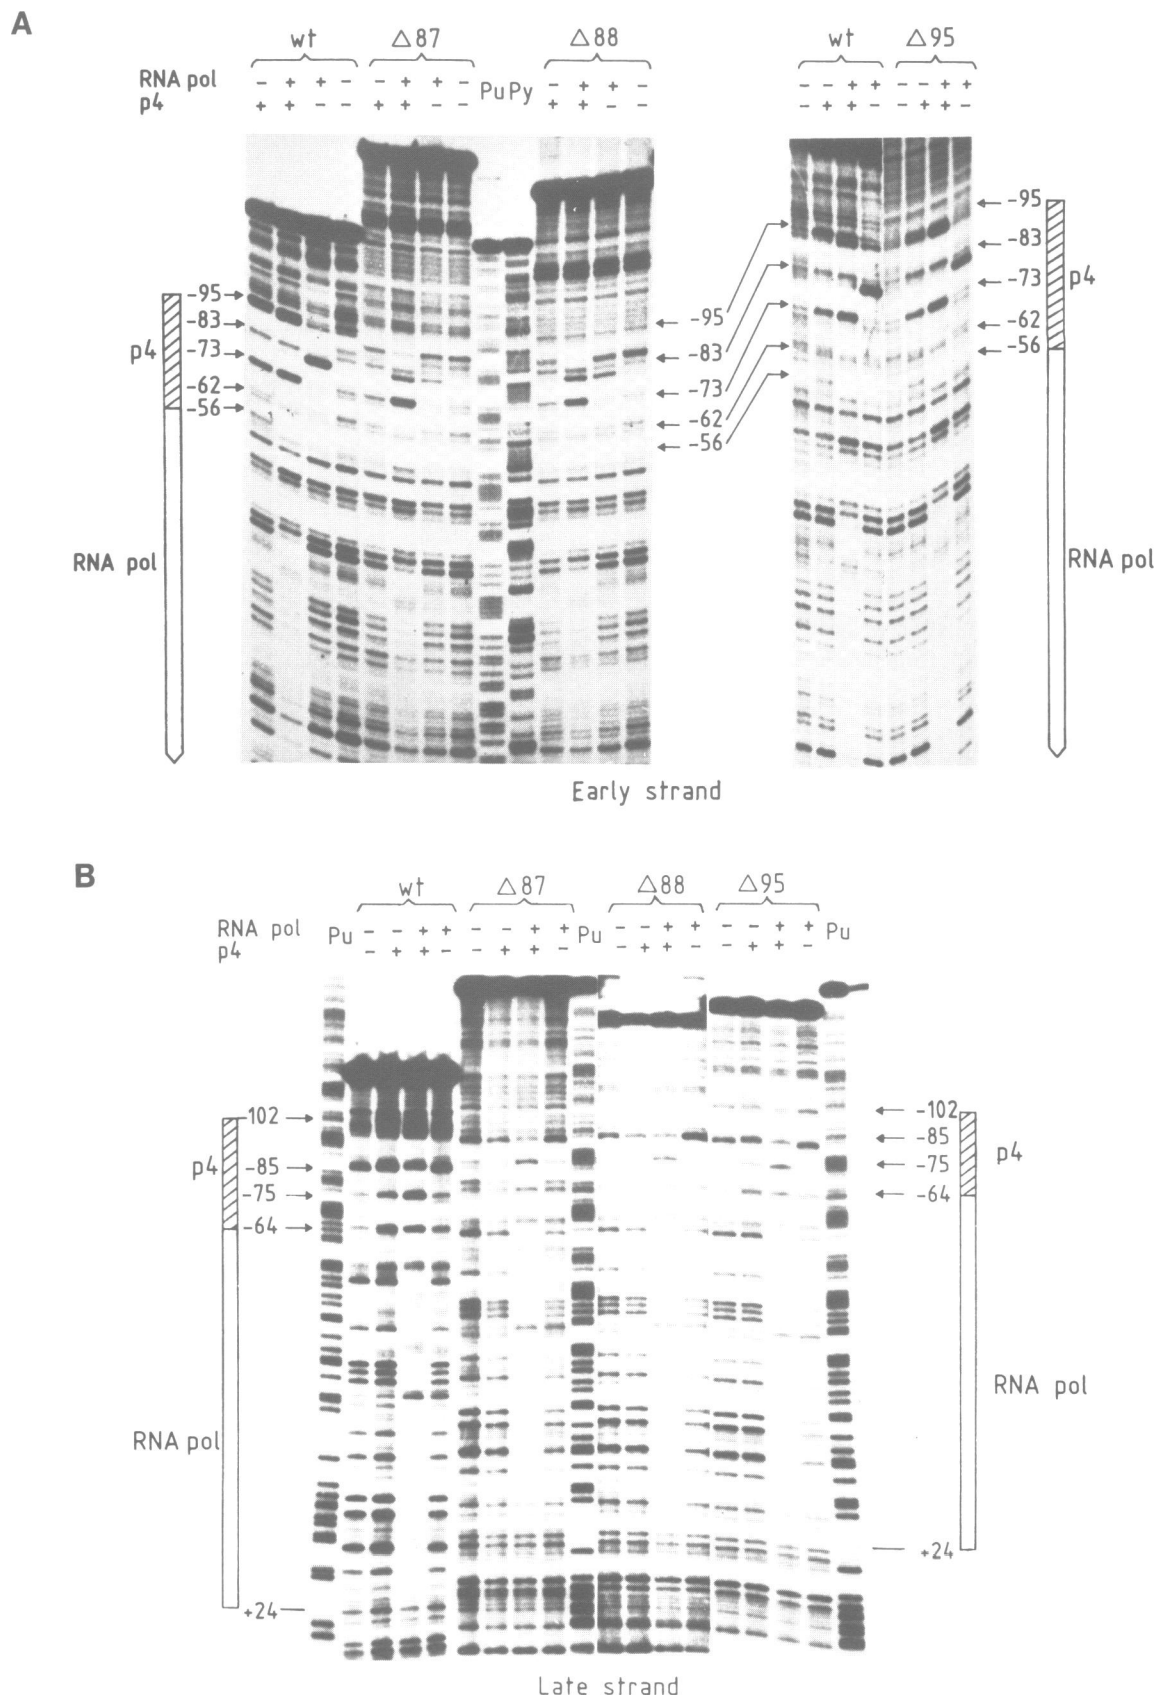 A
wt △87 △88 wt △95
RNA pol - + + - - + + - Pu Py - + + - - - + + - - + +
p4 + + - - + + - - + + - - - + + - - + + -
-95
-83
p4 -73
-62
-56
RNA pol
-95
-83
-73
-62
-56
-95
-83
-73 p4
-62
-56
RNA pol
Early strand
B
wt △87 △88 △95
RNA pol Pu - - + + - - + + Pu - - + + - - + + Pu
p4 - + + - - + + - - + + - - + + -
-102
p4 -85
-75
-64
RNA pol
+24
-102
-85
-75 p4
-64
RNA pol
+24
Late strand